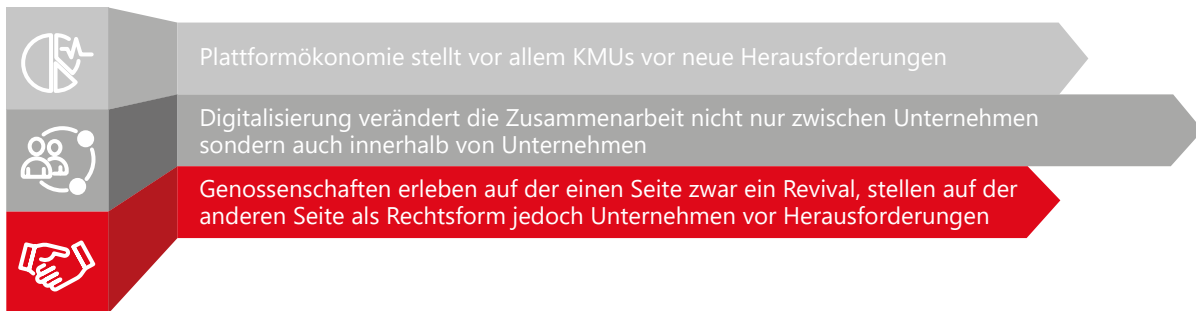 Plattformökonomie stellt vor allem KMUs vor neue Herausforderungen
Digitalisierung verändert die Zusammenarbeit nicht nur zwischen Unternehmen
sondern auch innerhalb von Unternehmen
Genossenschaften erleben auf der einen Seite zwar ein Revival, stellen auf der
anderen Seite als Rechtsform jedoch Unternehmen vor Herausforderungen